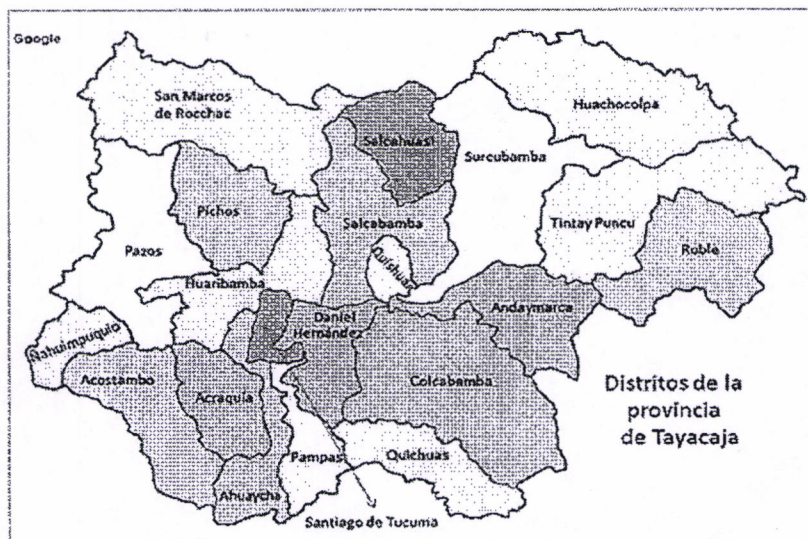 Google
San Marcos
de Rocchac
Huachocolpa
Salcahuasi
Surcubamba
Pichos
Salcabamba
Tintay Puncu
Pazos
Roble
Quishuar
Huaribamba
Andaymarca
Daniel
Hernández
Ñahuimpuquio
Acostambo
Acraquia
Colcabamba
Distritos de la
provincia
de Tayacaja
Pampas
Quichuas
Ahuaycha
Santiago de Tucuma